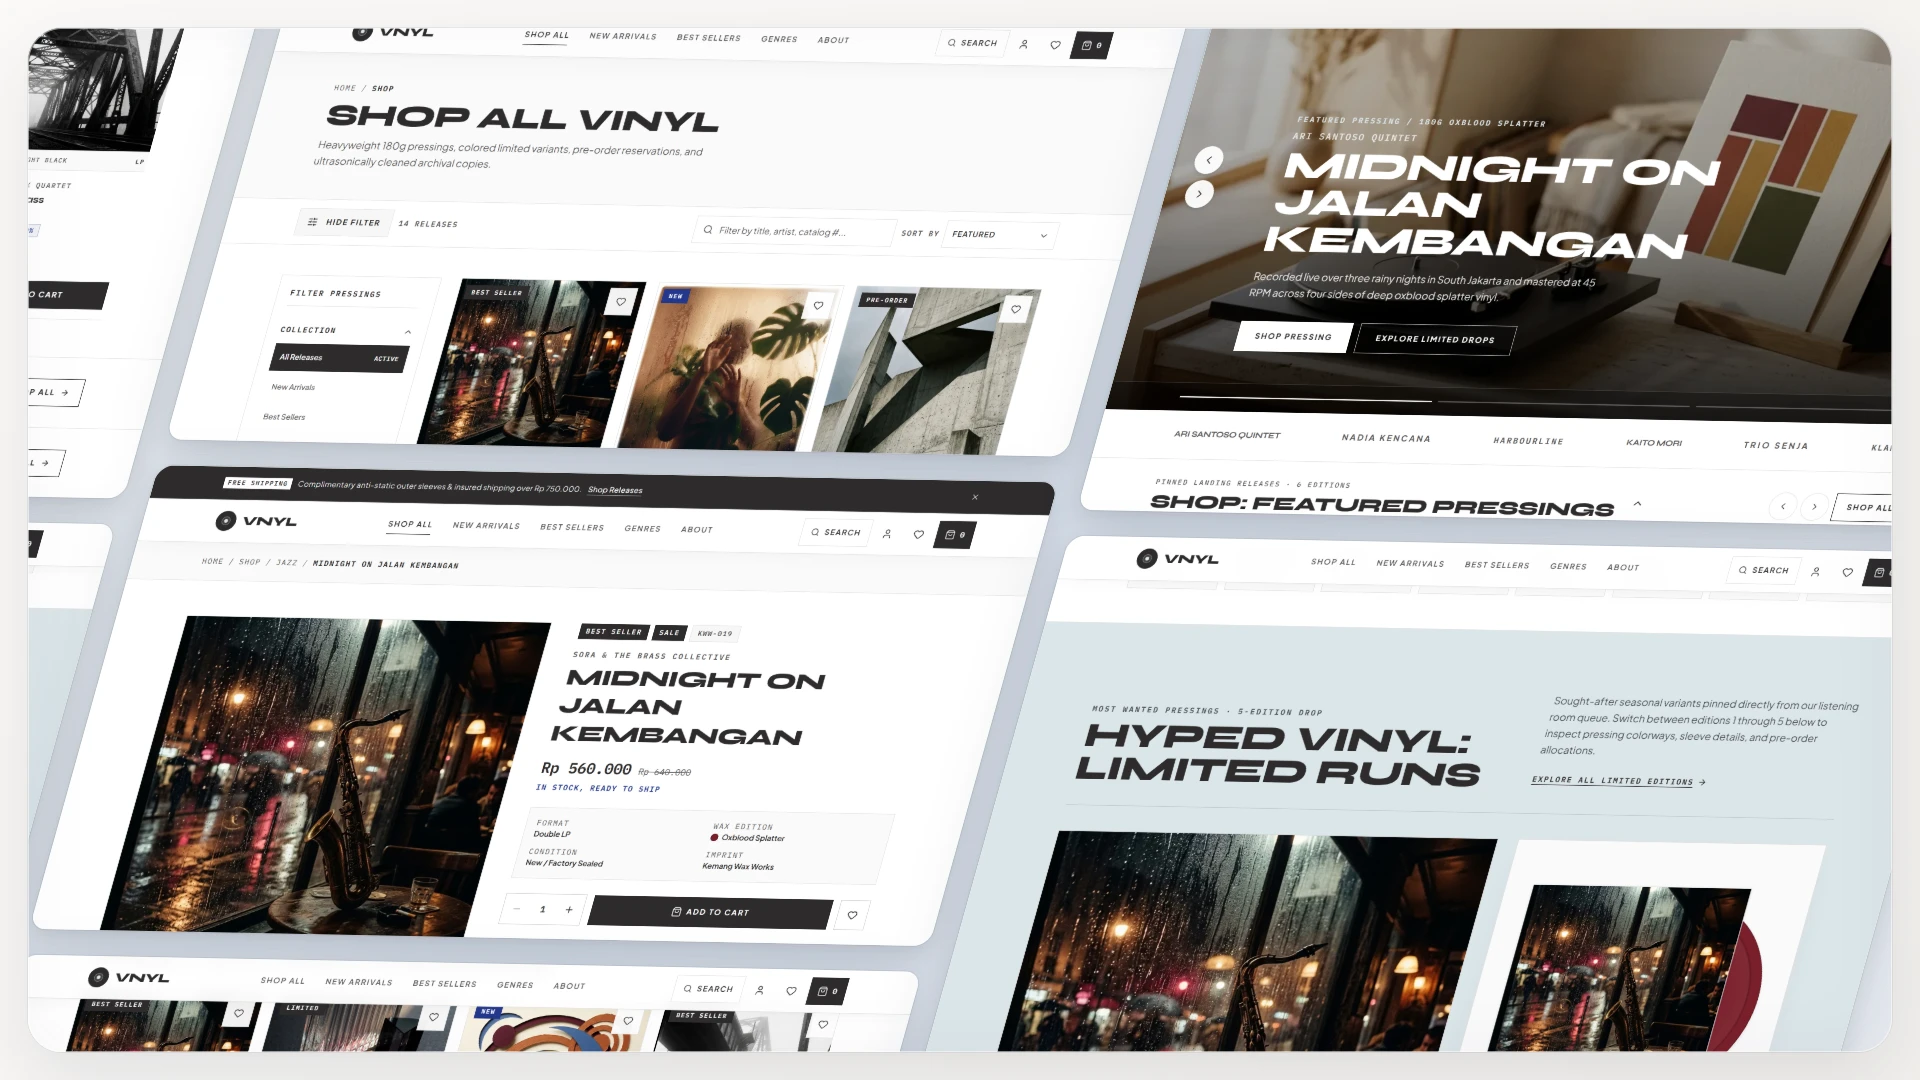 LP
QUARTET
O CART
P ALL →
L →
VNYL
SHOP ALL
NEW ARRIVALS
BEST SELLERS
GENRES
ABOUT
SEARCH
0
HOME / SHOP
SHOP ALL VINYL
Heavyweight 180g pressings, colored limited variants, pre-order reservations, and
ultrasonically cleaned archival copies.
HIDE FILTER
14 RELEASES
Filter by title, artist, catalog #...
SORT BY
FEATURED
FILTER PRESSINGS
COLLECTION
All Releases
ACTIVE
New Arrivals
Best Sellers
BEST SELLER
NEW
PRE-ORDER
FEATURED PRESSING / 180G OXBLOOD SPLATTER
ARI SANTOSO QUINTET
MIDNIGHT ON
JALAN
KEMBANGAN
Recorded live over three rainy nights in South Jakarta and mastered at 45
RPM across four sides of deep oxblood splatter vinyl.
SHOP PRESSING
EXPLORE LIMITED DROPS
ARI SANTOSO QUINTET
NADIA KENCANA
HARBOURLINE
KAITO MORI
TRIO SENJA
KLA
PINNED LANDING RELEASES · 6 EDITIONS
SHOP: FEATURED PRESSINGS
SHOP ALL
FREE SHIPPING
Complimentary anti-static outer sleeves & insured shipping over Rp 750.000.
Shop Releases
VNYL
SHOP ALL
NEW ARRIVALS
BEST SELLERS
GENRES
ABOUT
SEARCH
0
HOME / SHOP / JAZZ / MIDNIGHT ON JALAN KEMBANGAN
BEST SELLER
SALE
KWW-019
SORA & THE BRASS COLLECTIVE
MIDNIGHT ON
JALAN
KEMBANGAN
Rp 560.000
Rp 640.000
IN STOCK, READY TO SHIP
FORMAT
Double LP
WAX EDITION
Oxblood Splatter
CONDITION
New / Factory Sealed
IMPRINT
Kemang Wax Works
− 1 +
ADD TO CART
VNYL
SHOP ALL
NEW ARRIVALS
BEST SELLERS
GENRES
ABOUT
SEARCH
MOST WANTED PRESSINGS · 5-EDITION DROP
HYPED VINYL:
LIMITED RUNS
Sought-after seasonal variants pinned directly from our listening
room queue. Switch between editions 1 through 5 below to
inspect pressing colorways, sleeve details, and pre-order
allocations.
EXPLORE ALL LIMITED EDITIONS →
VNYL
SHOP ALL
NEW ARRIVALS
BEST SELLERS
GENRES
ABOUT
SEARCH
0
BEST SELLER
LIMITED
NEW
BEST SELLER